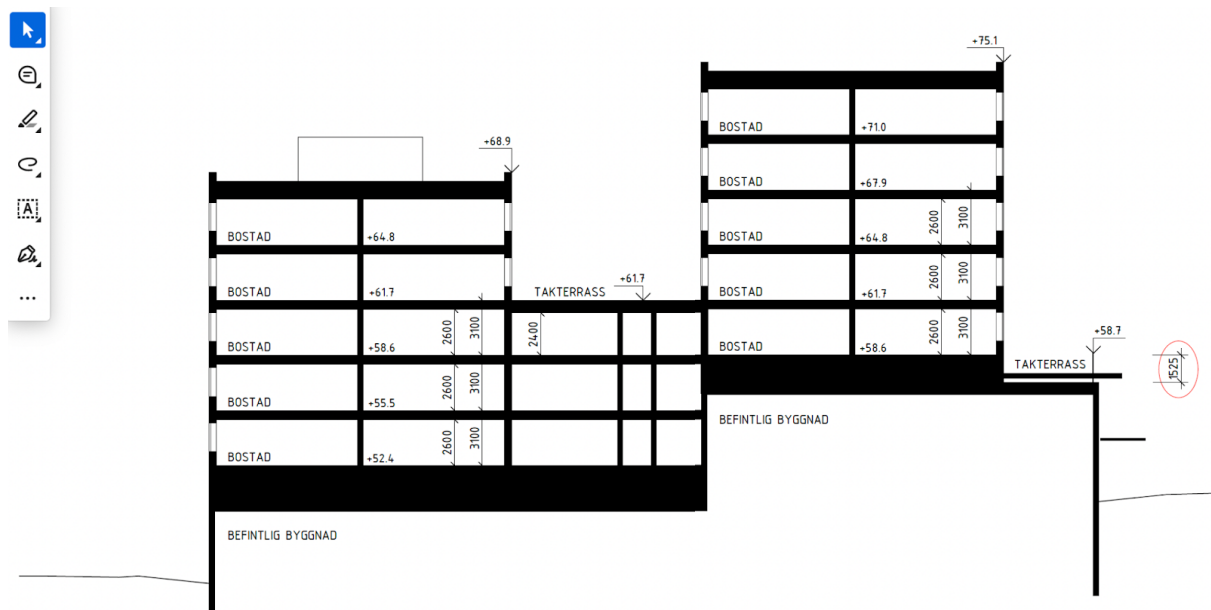 +75.1
BOSTAD +71.0
+68.9
BOSTAD +67.9
BOSTAD +64.8
BOSTAD +64.8 2600 3100
TAKTERRASS +61.7
BOSTAD +61.7
BOSTAD +61.7 2600 3100
BOSTAD +58.6 2600 3100
2400
BOSTAD +58.6 2600 3100
+58.7
TAKTERRASS
1525
BOSTAD +55.5 2600 3100
BEFINTLIG BYGGNAD
BOSTAD +52.4 2600 3100
BEFINTLIG BYGGNAD
A